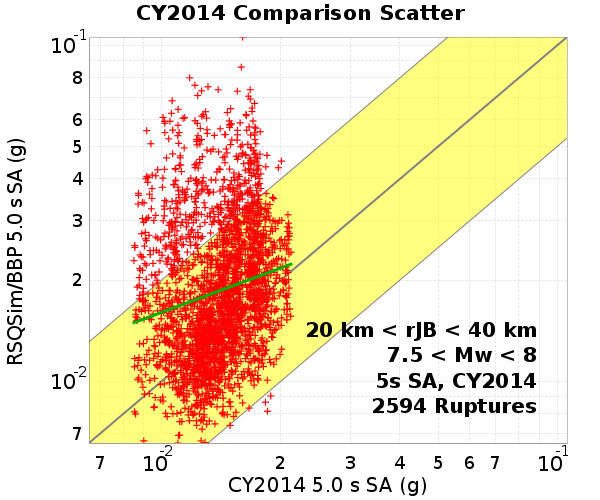 CY2014 Comparison Scatter
10-1
8
6
5
4
3
2
10-2
7
RSQSim/BBP 5.0 s SA (g)
20 km < rJB < 40 km
7.5 < Mw < 8
5s SA, CY2014
2594 Ruptures
7 10-2 2 3 4 5 6 7 10-1
CY2014 5.0 s SA (g)